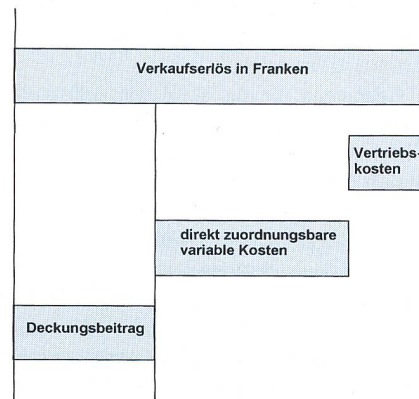 Verkaufserlös in Franken
Vertriebs-
kosten
direkt zuordnungsbare
variable Kosten
Deckungsbeitrag